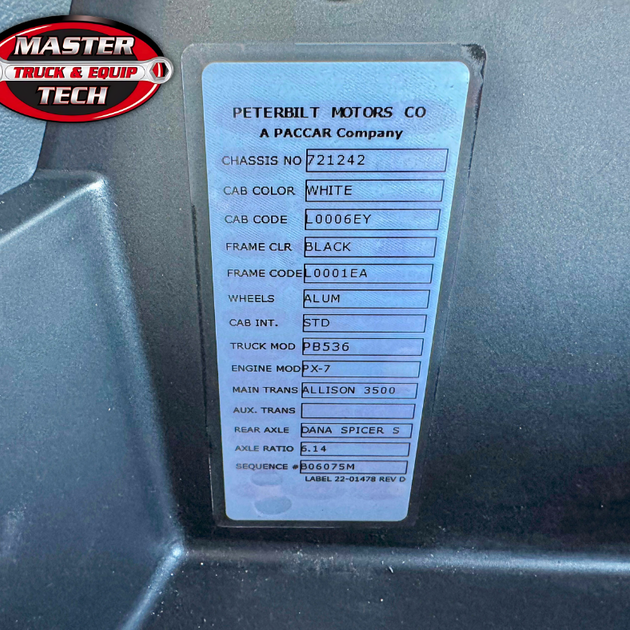 MASTER
TRUCK & EQUIP
TECH
PETERBILT MOTORS CO
A PACCAR Company
CHASSIS NO 721242
CAB COLOR WHITE
CAB CODE L0006EY
FRAME CLR BLACK
FRAME CODE L0001EA
WHEELS ALUM
CAB INT. STD
TRUCK MOD PB536
ENGINE MOD PX-7
MAIN TRANS ALLISON 3500
AUX. TRANS
REAR AXLE DANA SPICER S
AXLE RATIO 6.14
SEQUENCE # B06075M
LABEL 22-01478 REV D